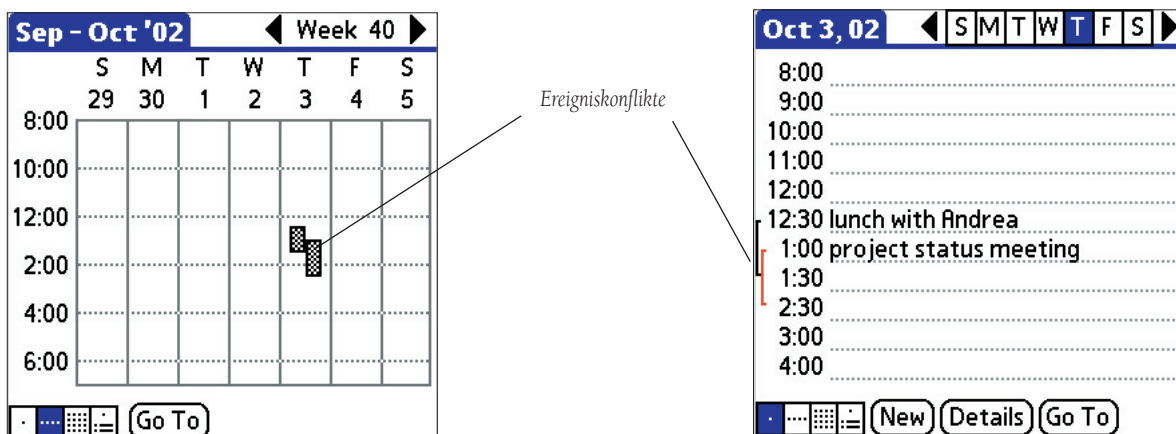 Sep - Oct '02 Week 40
S M T W T F S
29 30 1 2 3 4 5
8:00
10:00
12:00
2:00
4:00
6:00
Go To
Ereigniskonflikte
Oct 3, 02 S M T W T F S
8:00
9:00
10:00
11:00
12:00
12:30 lunch with Andrea
1:00 project status meeting
1:30
2:30
3:00
4:00
New Details Go To